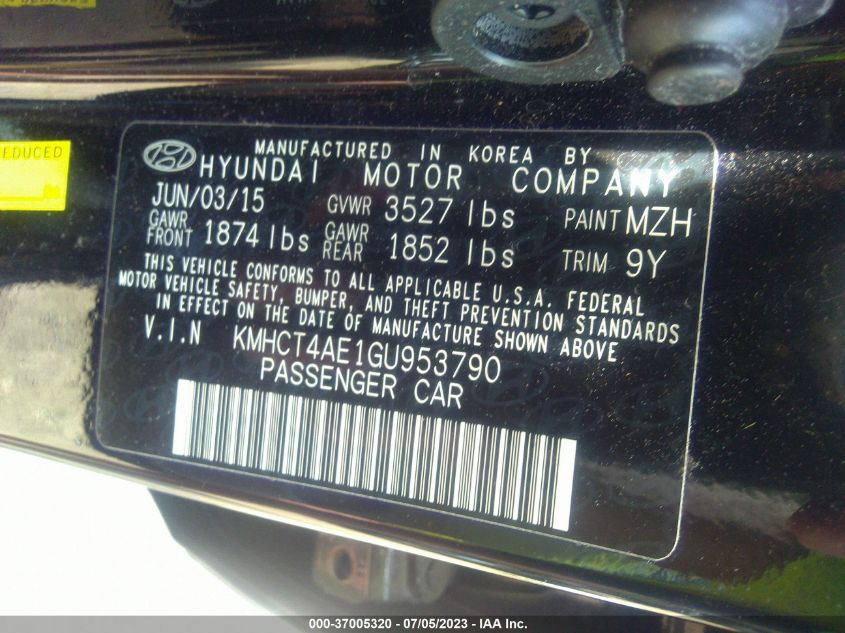 EDUCED
MANUFACTURED IN KOREA BY
HYUNDAI MOTOR COMPANY
JUN/03/15 GVWR 3527 lbs PAINT MZH
GAWR FRONT 1874 lbs GAWR REAR 1852 lbs TRIM 9Y
THIS VEHICLE CONFORMS TO ALL APPLICABLE U.S.A. FEDERAL
MOTOR VEHICLE SAFETY, BUMPER, AND THEFT PREVENTION STANDARDS
IN EFFECT ON THE DATE OF MANUFACTURE SHOWN ABOVE
V.I.N KMHCT4AE1GU953790
PASSENGER CAR
000-37005320 - 07/05/2023 - IAA Inc.